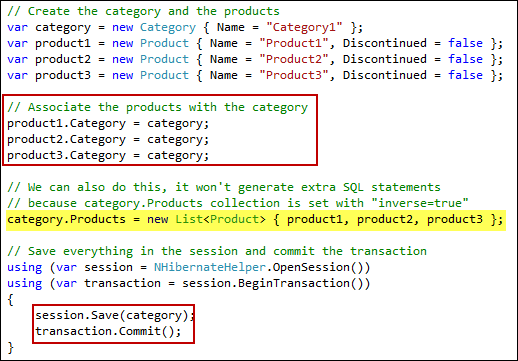 // Create the category and the products
var category = new Category { Name = "Category1" };
var product1 = new Product { Name = "Product1", Discontinued = false };
var product2 = new Product { Name = "Product2", Discontinued = false };
var product3 = new Product { Name = "Product3", Discontinued = false };
// Associate the products with the category
product1.Category = category;
product2.Category = category;
product3.Category = category;
// We can also do this, it won't generate extra SQL statements
// because category.Products collection is set with "inverse=true"
category.Products = new List<Product> { product1, product2, product3 };
// Save everything in the session and commit the transaction
using (var session = NHibernateHelper.OpenSession())
using (var transaction = session.BeginTransaction())
{
session.Save(category);
transaction.Commit();
}